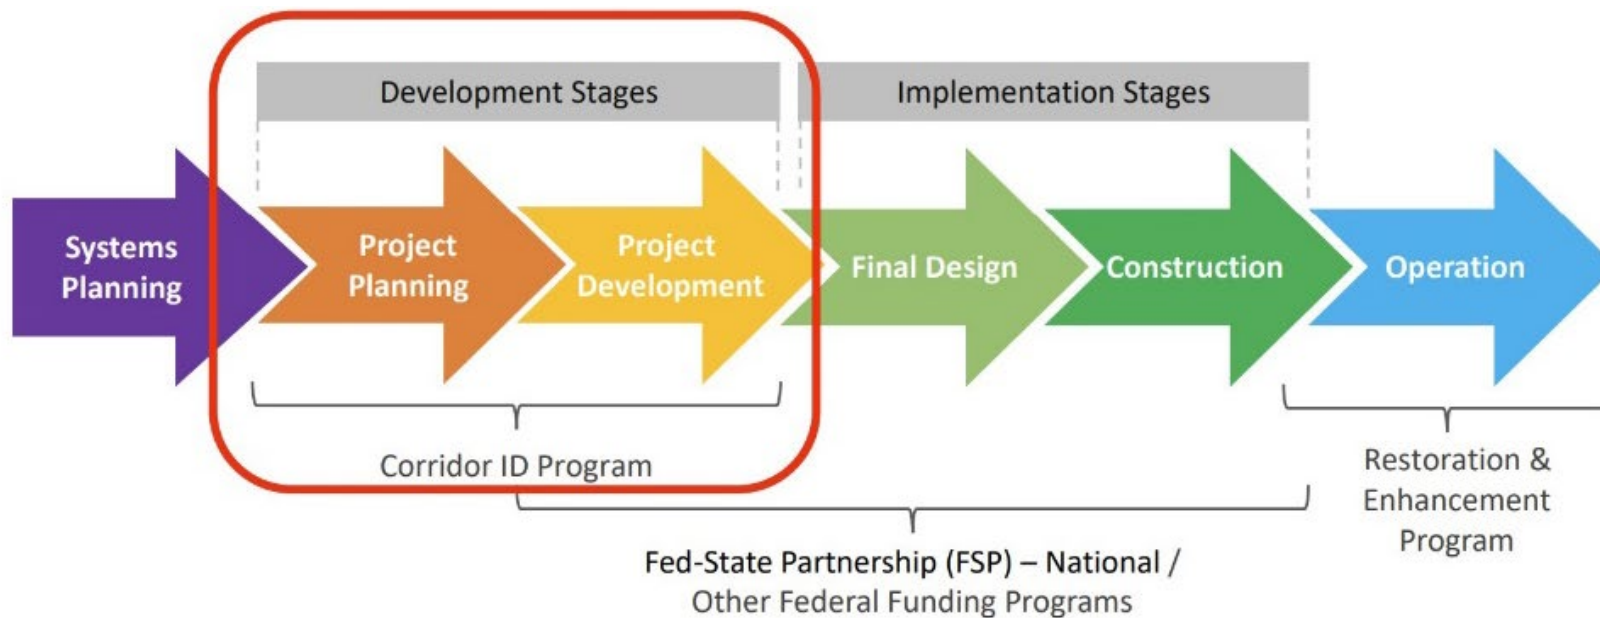 Development Stages
Implementation Stages
Systems
Planning
Project
Planning
Project
Development
Final Design
Construction
Operation
Corridor ID Program
Restoration &
Enhancement
Program
Fed-State Partnership (FSP) – National /
Other Federal Funding Programs